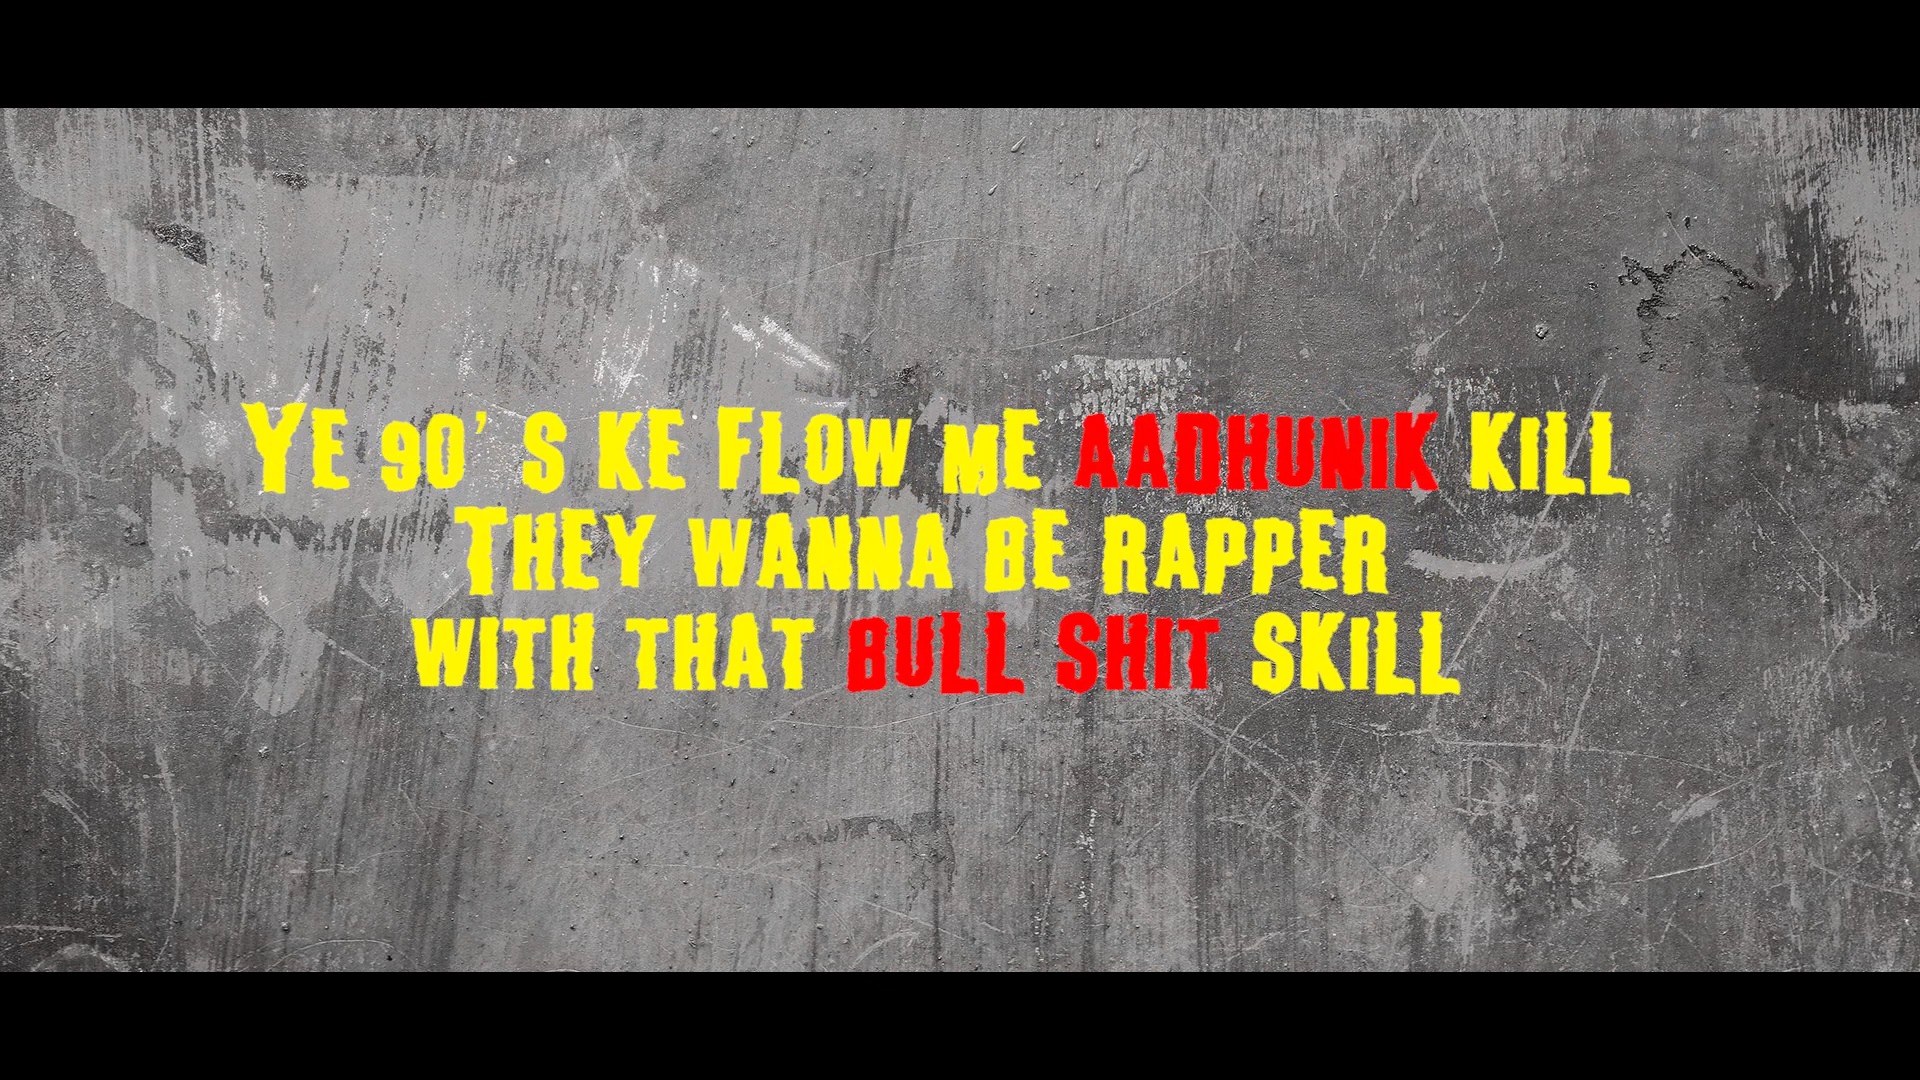 YE 90'S KE FLOW ME AADHUNIK KILL
THEY WANNA BE RAPPER
WITH THAT BULL SHIT SKILL